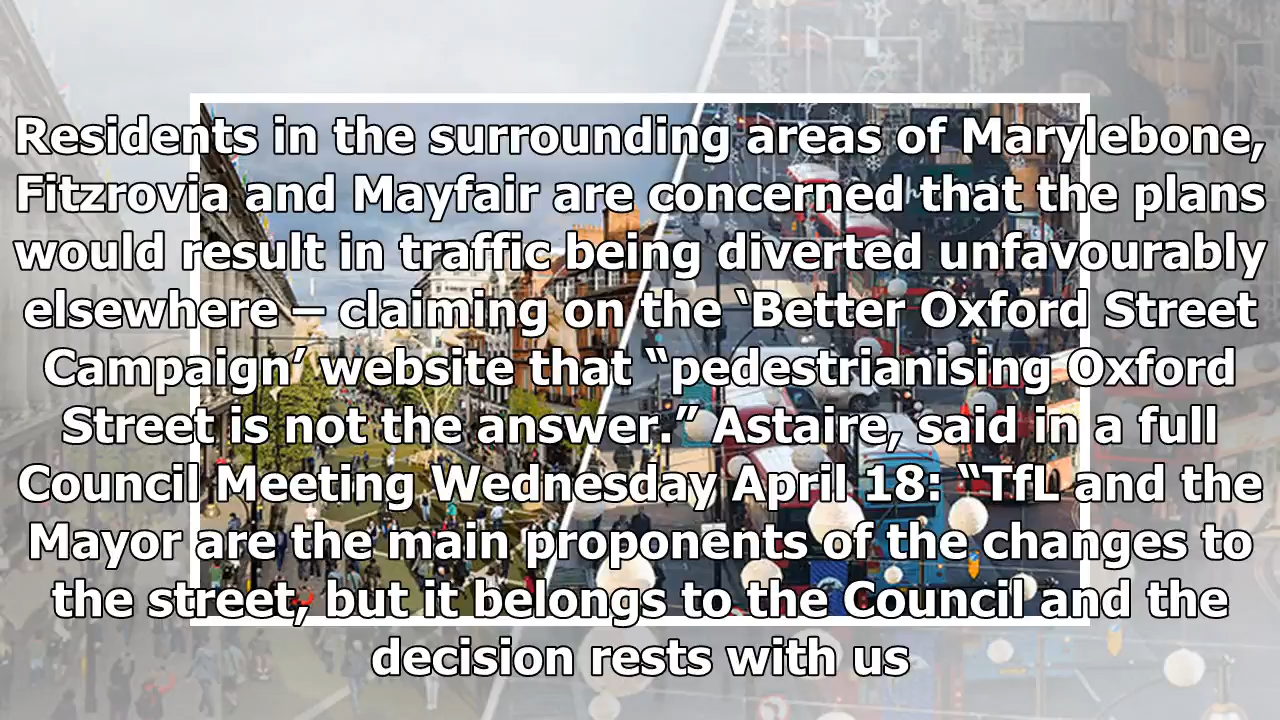 Residents in the surrounding areas of Marylebone,
Fitzrovia and Mayfair are concerned that the plans
would result in traffic being diverted unfavourably
elsewhere – claiming on the ‘Better Oxford Street
Campaign’ website that “pedestrianising Oxford
Street is not the answer.” Astaire, said in a full
Council Meeting Wednesday April 18: “TfL and the
Mayor are the main proponents of the changes to
the street, but it belongs to the Council and the
decision rests with us